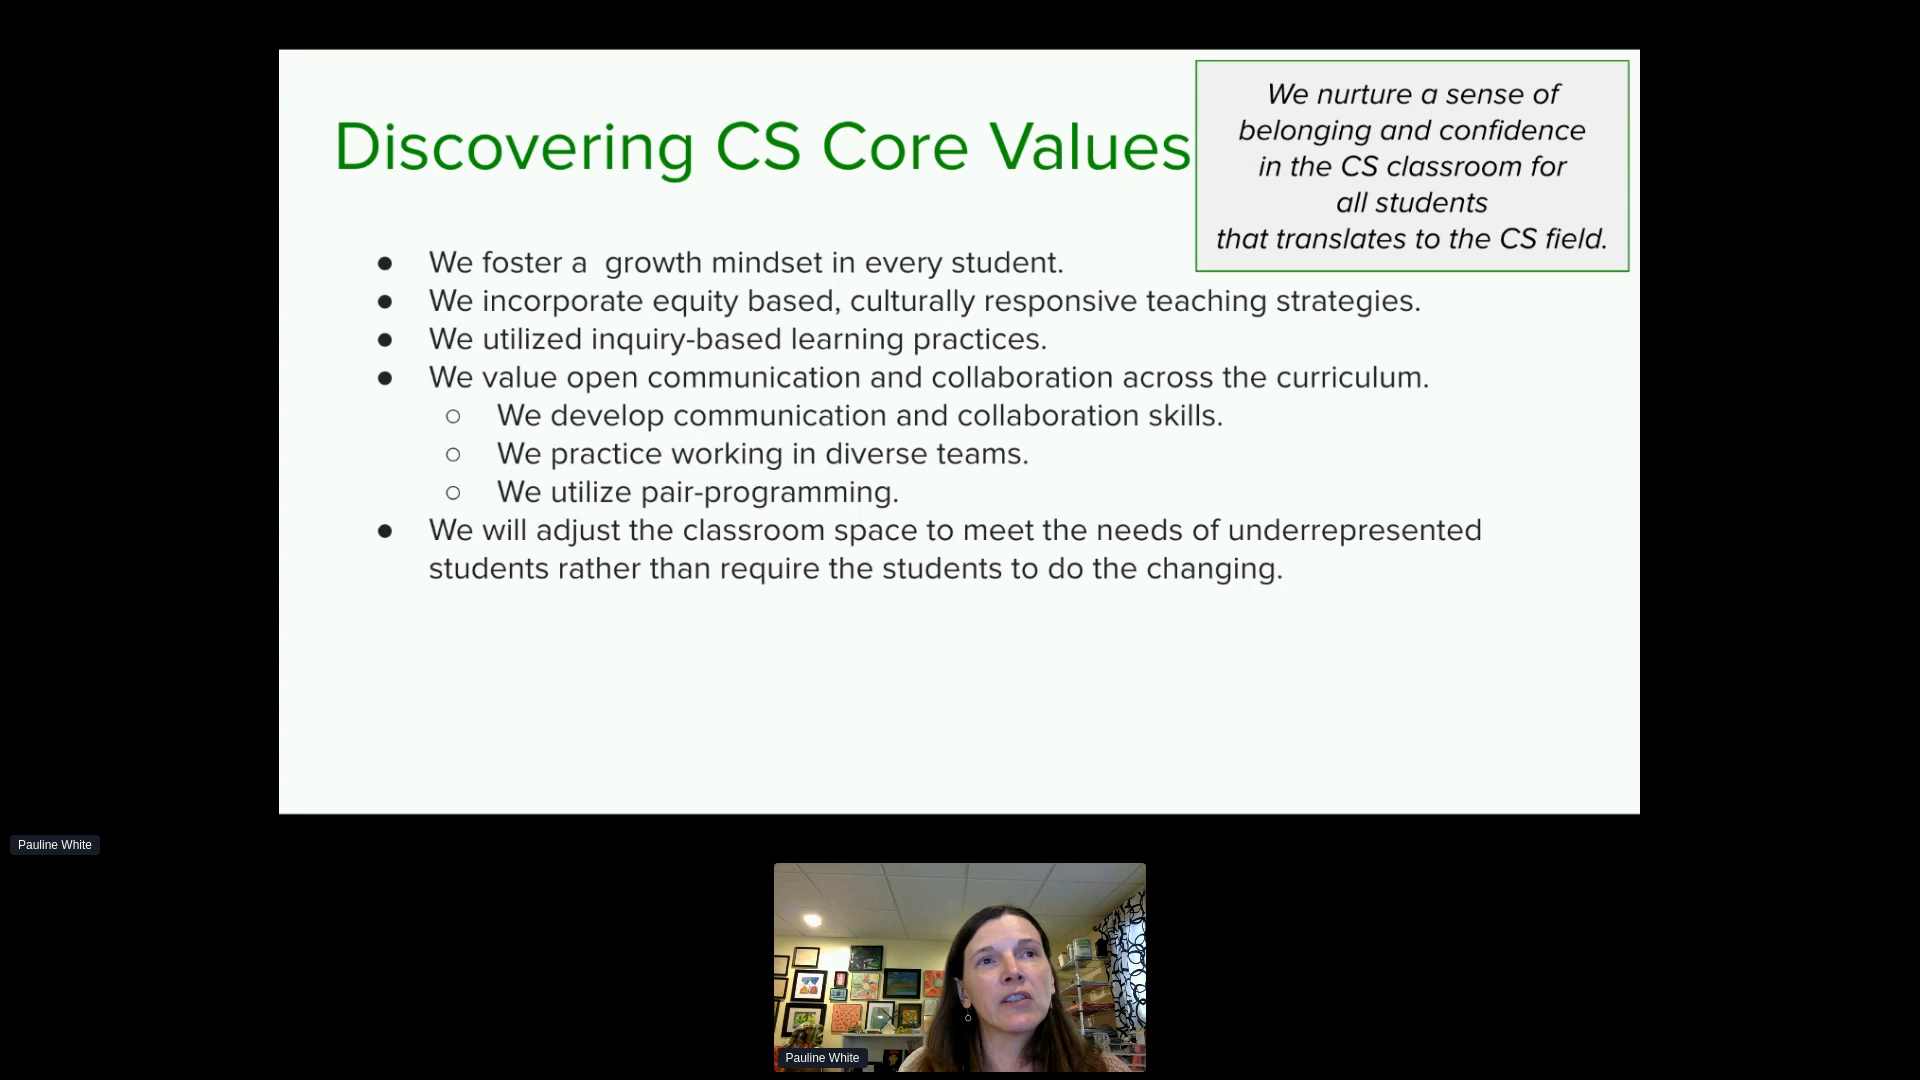 Discovering CS Core Values
We nurture a sense of
belonging and confidence
in the CS classroom for
all students
that translates to the CS field.
● We foster a  growth mindset in every student.
● We incorporate equity based, culturally responsive teaching strategies.
● We utilized inquiry-based learning practices.
● We value open communication and collaboration across the curriculum.
○ We develop communication and collaboration skills.
○ We practice working in diverse teams.
○ We utilize pair-programming.
● We will adjust the classroom space to meet the needs of underrepresented
students rather than require the students to do the changing.
Pauline White
Pauline White